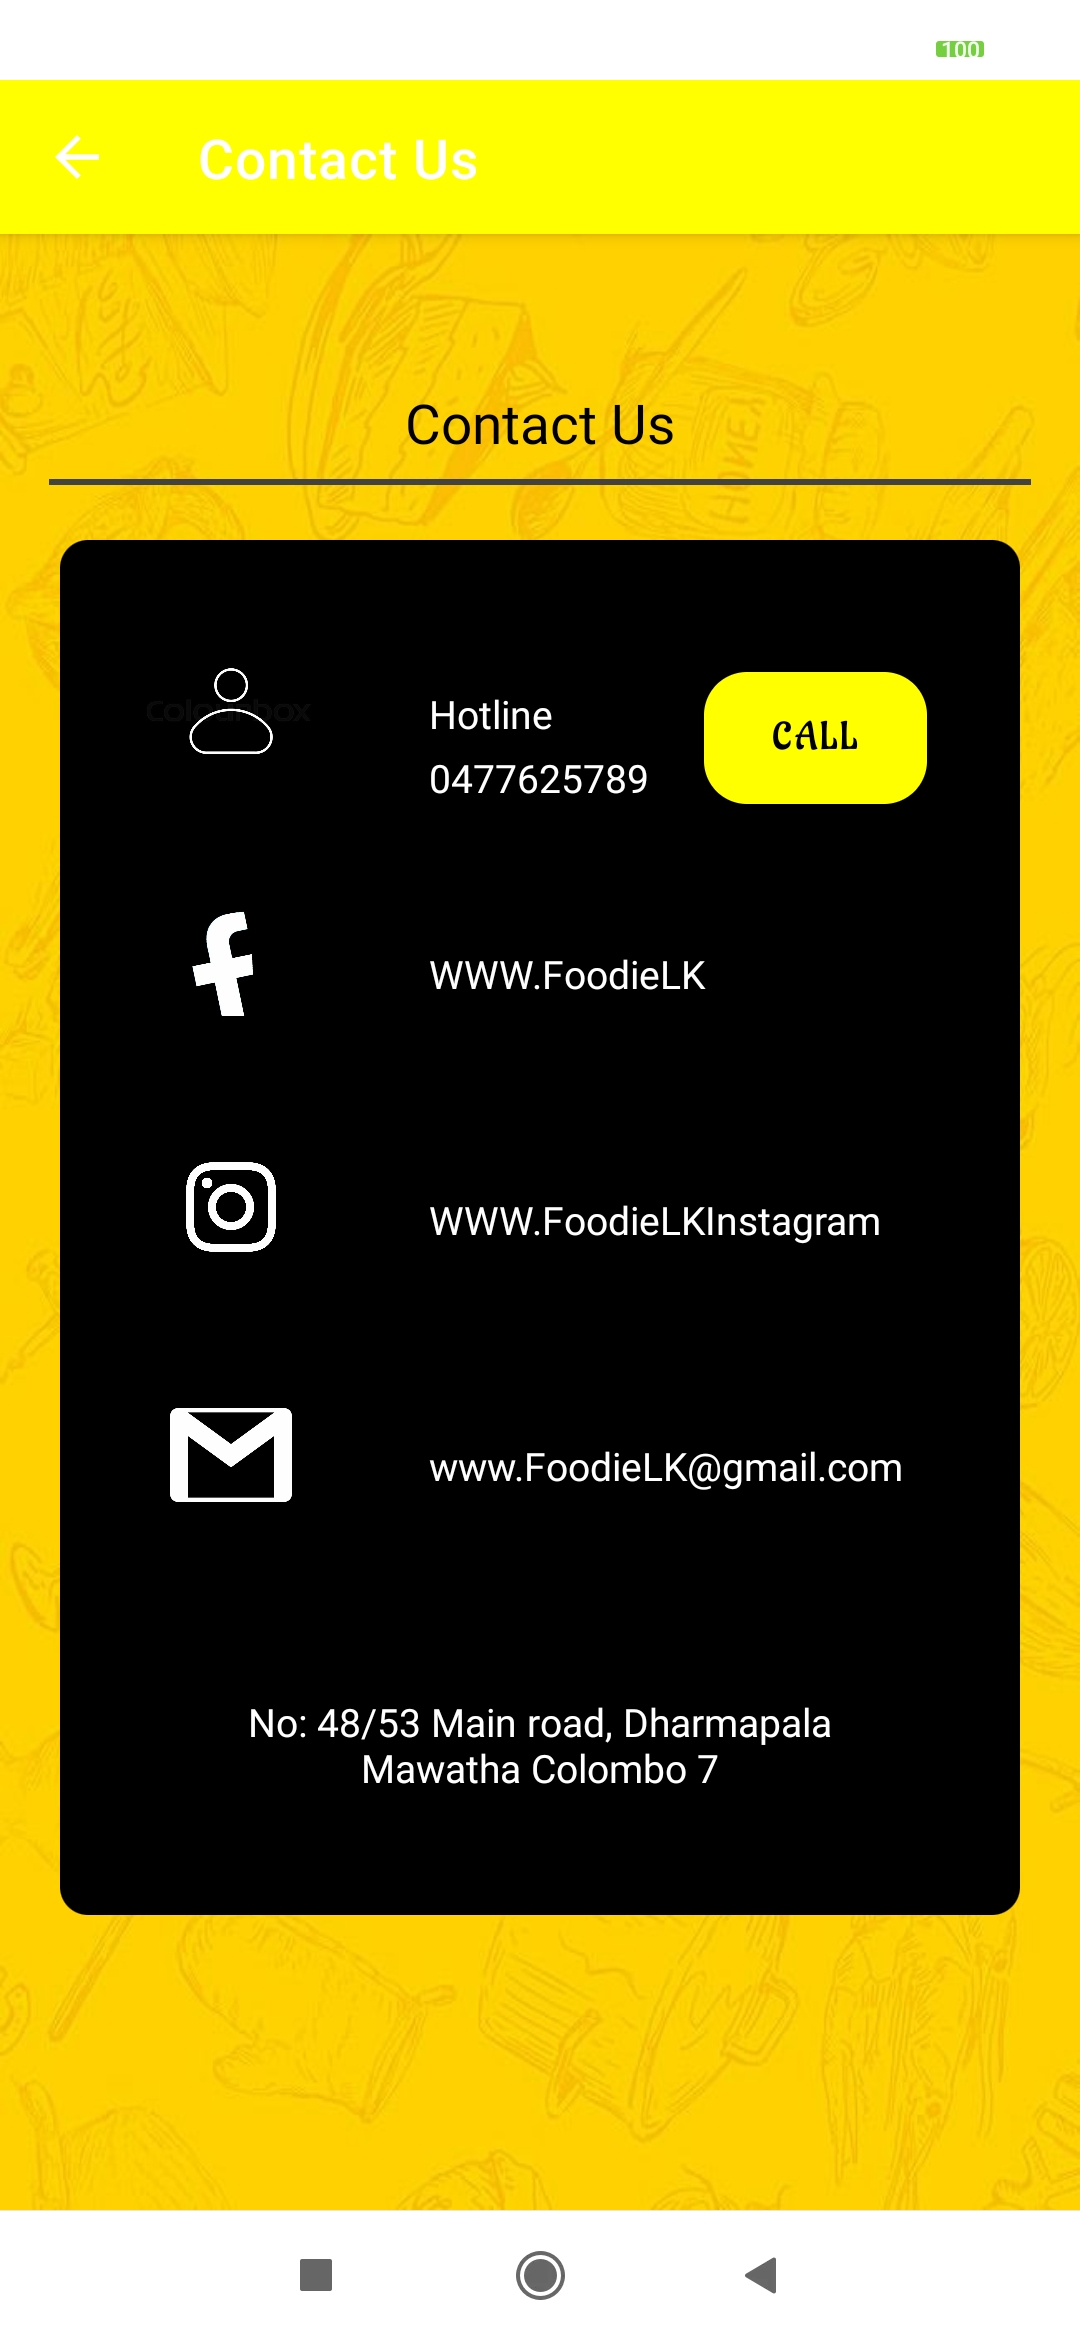 100
Contact Us
Contact Us
HONEY
Colourbox
Hotline
0477625789
CALL
WWW.FoodieLK
WWW.FoodieLKInstagram
www.FoodieLK@gmail.com
No: 48/53 Main road, Dharmapala
Mawatha Colombo 7